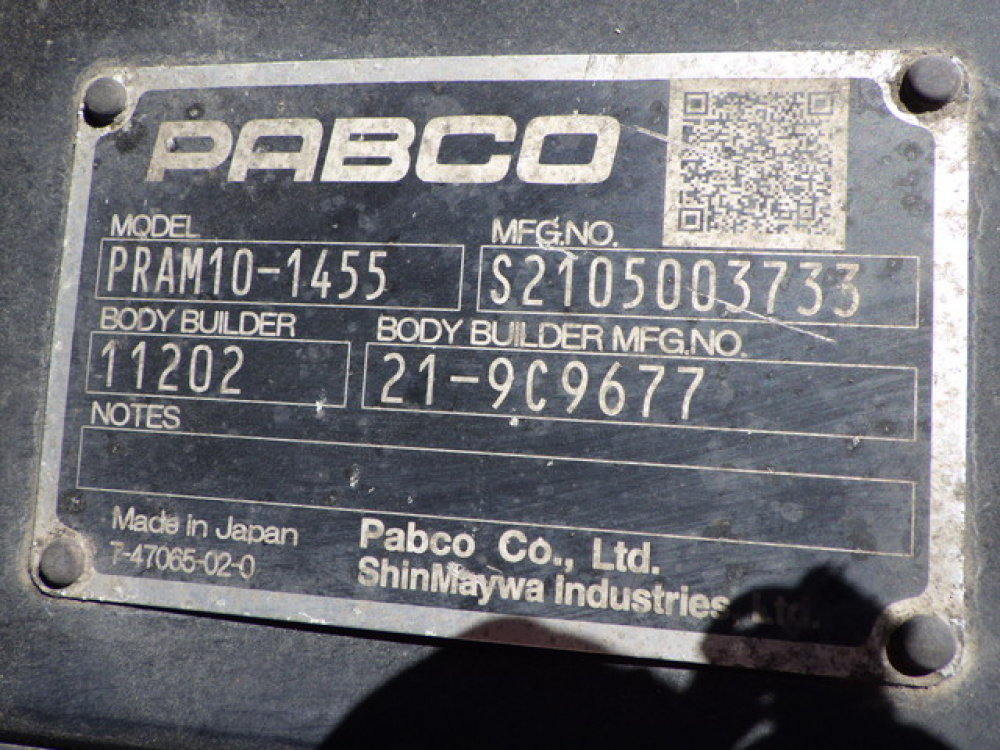 PABCO
MODEL MFG.NO.
PRAM10-1455 S2105003733
BODY BUILDER BODY BUILDER MFG.NO.
11202 21-9C9677
NOTES
Made in Japan Pabco Co., Ltd.
7-47065-02-0 ShinMaywa Industries, Ltd.